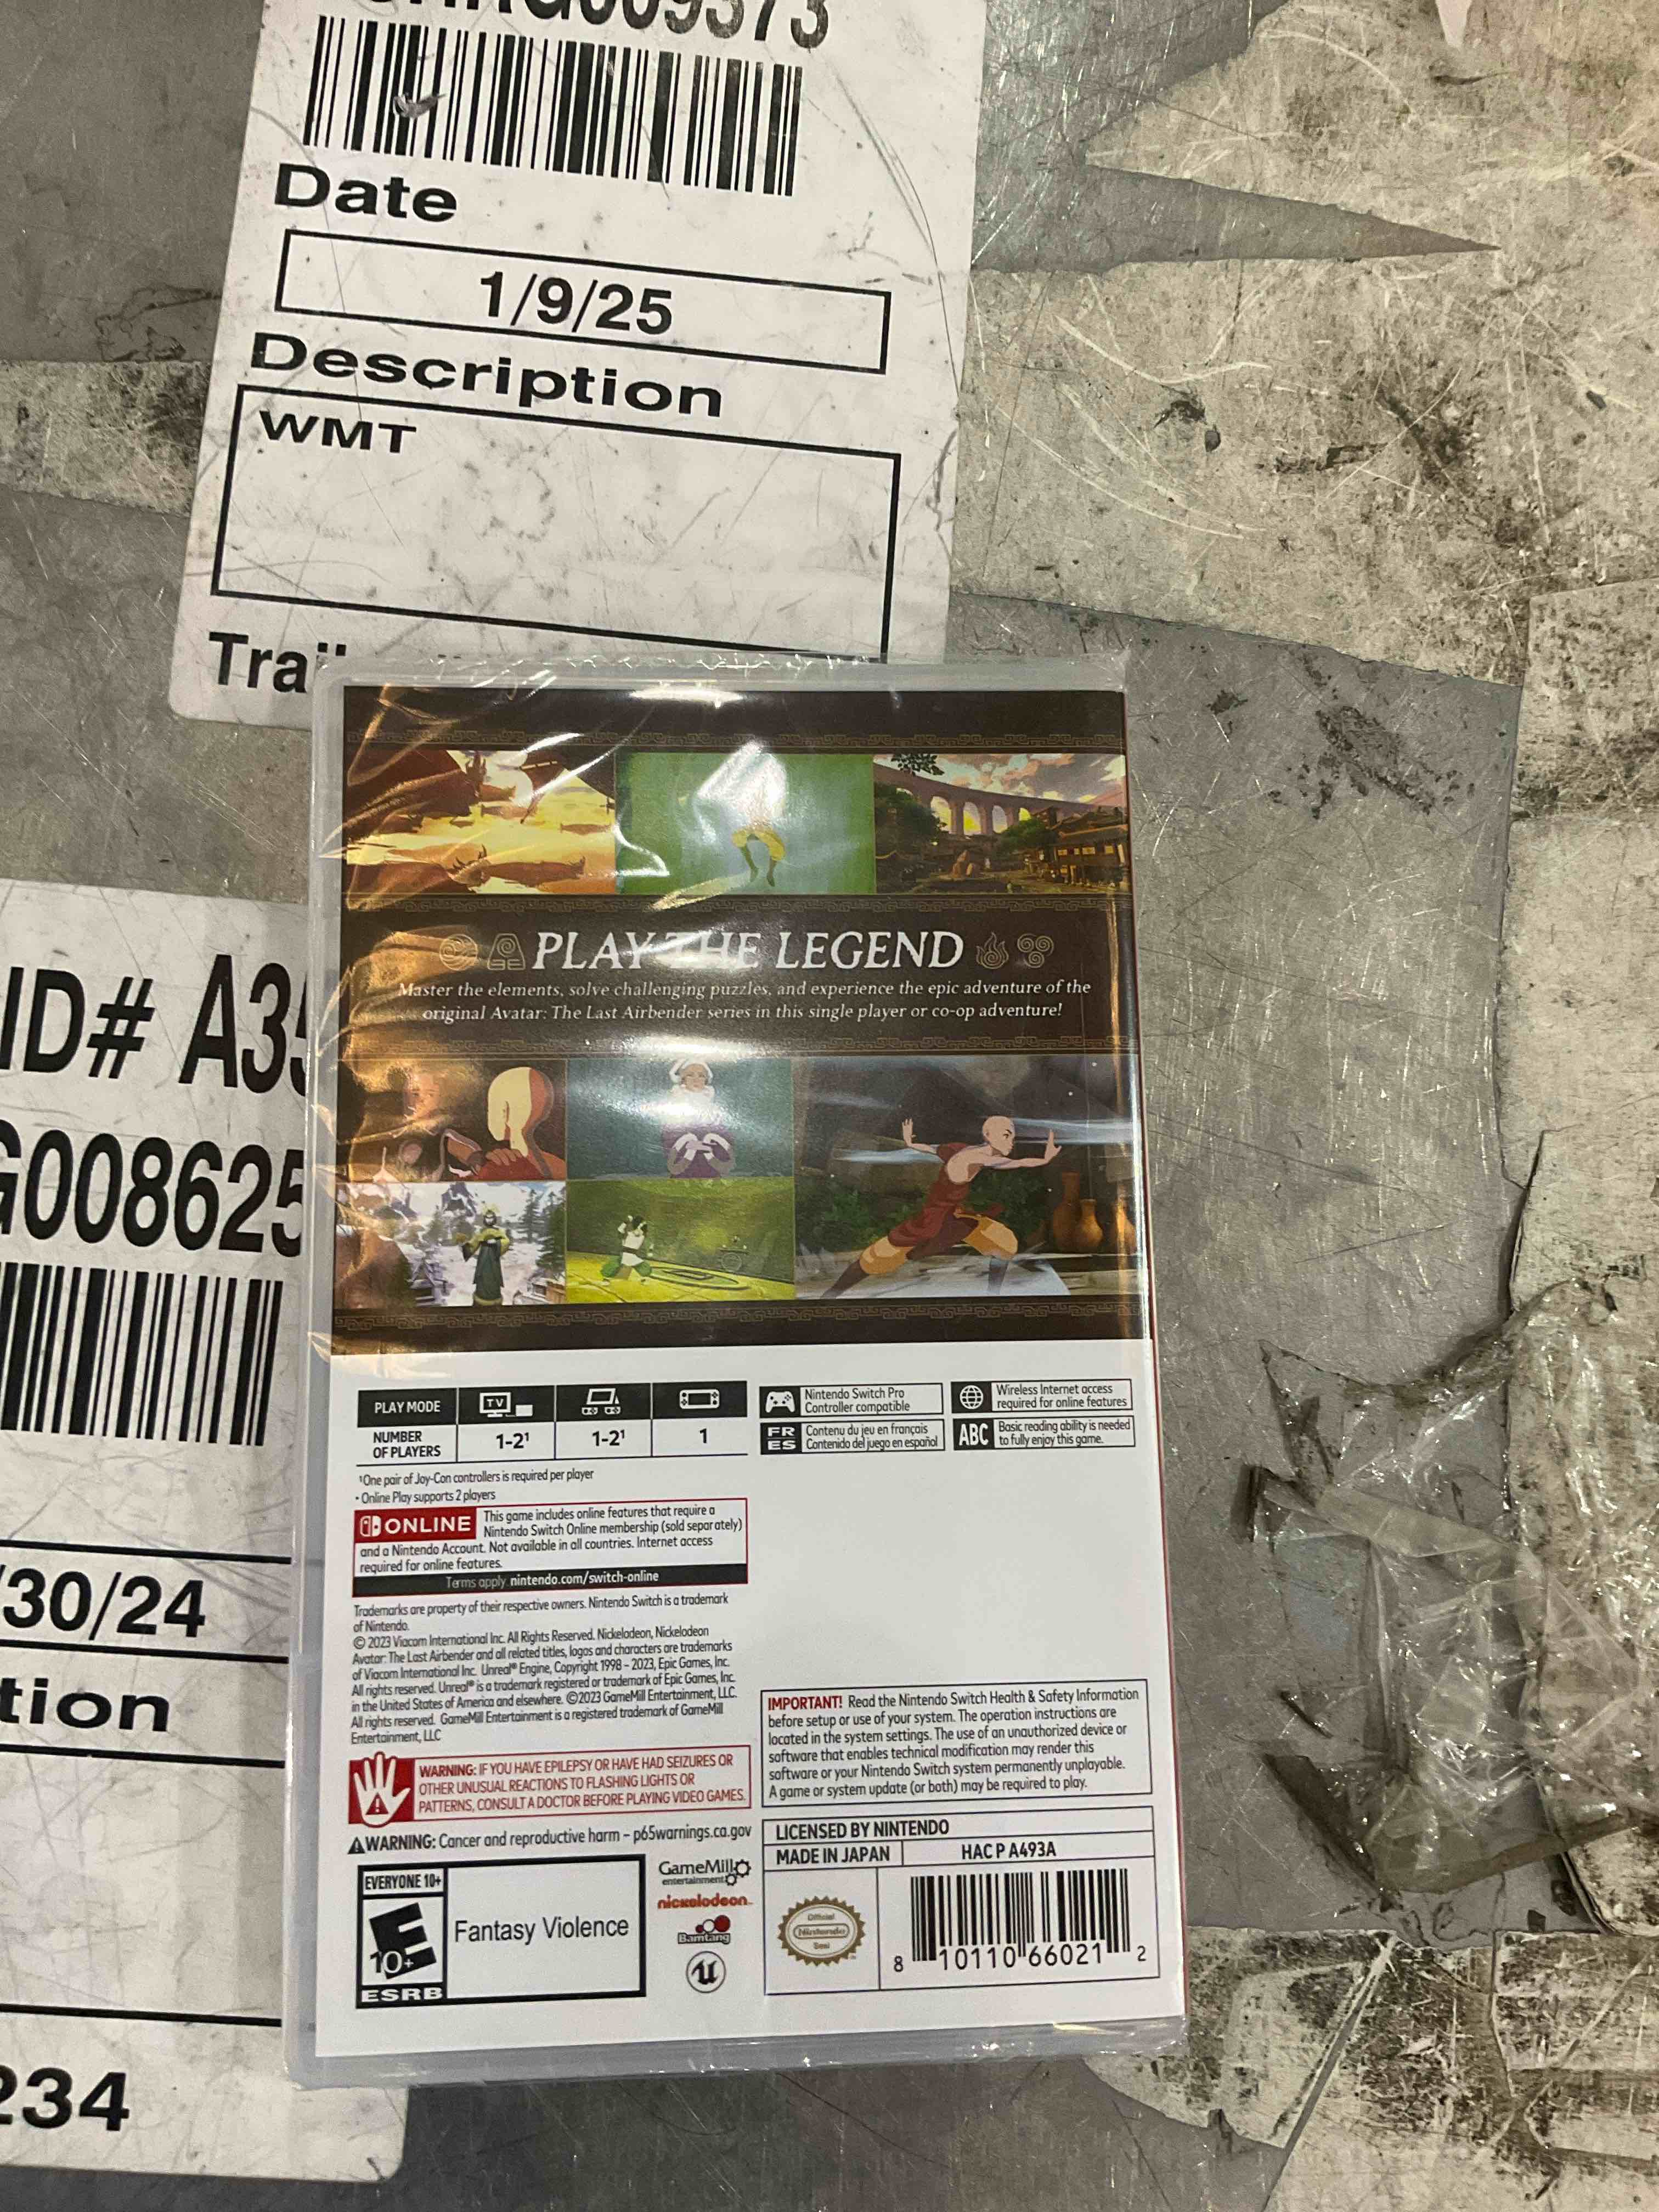 G009373
Date
1/9/25
Description
WMT
ID# A35
G008625
30/24
tion
234
PLAY THE LEGEND
Master the elements, solve challenging puzzles, and experience the epic adventure of the
original Avatar: The Last Airbender series in this single player or co-op adventure!
PLAY MODE
TV
NUMBER
OF PLAYERS
1-2¹
1-2¹
1
Nintendo Switch Pro
Controller compatible
Wireless Internet access
required for online features
FR
ES
Contenu du jeu en français
Contenido del juego en español
ABC
Basic reading ability is needed
to fully enjoy this game.
¹One pair of Joy-Con controllers is required per player
• Online Play supports 2 players
ONLINE
This game includes online features that require a
Nintendo Switch Online membership (sold separately)
and a Nintendo Account. Not available in all countries. Internet access
required for online features.
Terms apply nintendo.com/switch-online
Trademarks are property of their respective owners. Nintendo Switch is a trademark
of Nintendo.
© 2023 Viacom International Inc. All Rights Reserved. Nickelodeon, Nickelodeon
Avatar: The Last Airbender and all related titles, logos and characters are trademarks
of Viacom International Inc. Unreal® Engine, Copyright 1998 – 2023, Epic Games, Inc.
All rights reserved. Unreal® is a trademark registered or trademark of Epic Games, Inc.
in the United States of America and elsewhere. ©2023 GameMill Entertainment, LLC.
All rights reserved. GameMill Entertainment is a registered trademark of GameMill
Entertainment, LLC
WARNING: IF YOU HAVE EPILEPSY OR HAVE HAD SEIZURES OR
OTHER UNUSUAL REACTIONS TO FLASHING LIGHTS OR
PATTERNS, CONSULT A DOCTOR BEFORE PLAYING VIDEO GAMES.
WARNING: Cancer and reproductive harm – p65warnings.ca.gov
EVERYONE 10+
E
10+
ESRB
Fantasy Violence
GameMill
entertainment
nickelodeon
Bamtang
IMPORTANT! Read the Nintendo Switch Health & Safety Information
before setup or use of your system. The operation instructions are
located in the system settings. The use of an unauthorized device or
software that enables technical modification may render this
software or your Nintendo Switch system permanently unplayable.
A game or system update (or both) may be required to play.
LICENSED BY NINTENDO
MADE IN JAPAN
HAC P A493A
Official
Nintendo
Seal
8 10110 66021 2